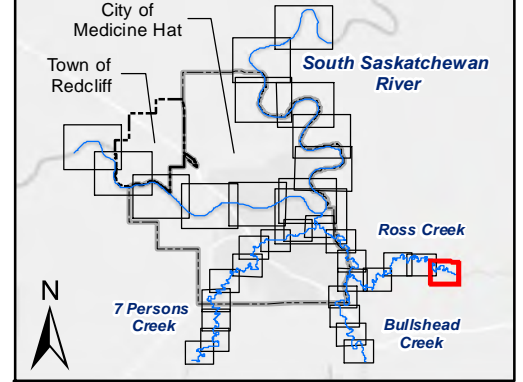 City of
Medicine Hat
Town of
Redcliff
South Saskatchewan
River
Ross Creek
N
7 Persons
Creek
Bullshead
Creek